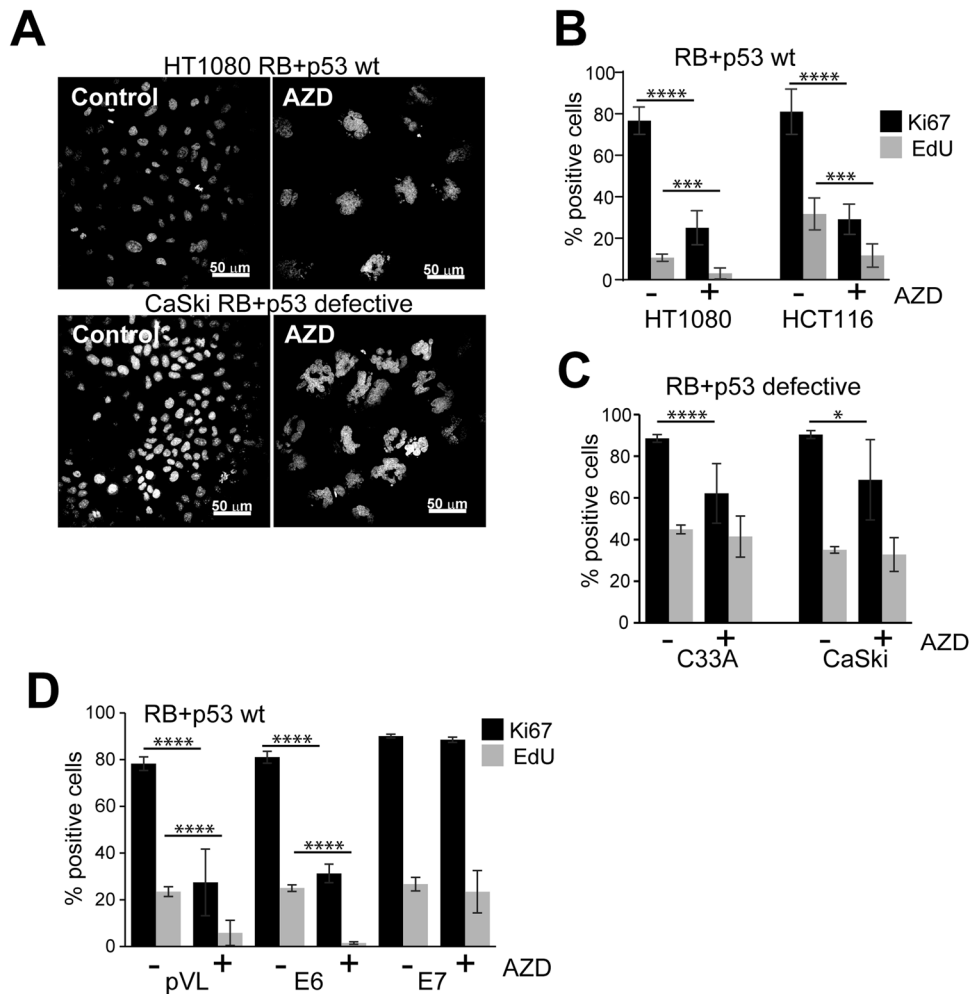 A
HT1080 RB+p53 wt
Control
AZD
50 µm
50 µm
CaSki RB+p53 defective
Control
AZD
50 µm
50 µm
B
RB+p53 wt
100
80
60
40
20
0
% positive cells
****
****
***
***
Ki67
EdU
- + - + AZD
HT1080 HCT116
C
RB+p53 defective
100
80
60
40
20
0
% positive cells
****
*
- + - + AZD
C33A CaSki
D
RB+p53 wt
100
80
60
40
20
0
% positive cells
****
****
****
****
Ki67
EdU
- + - + - + AZD
pVL E6 E7